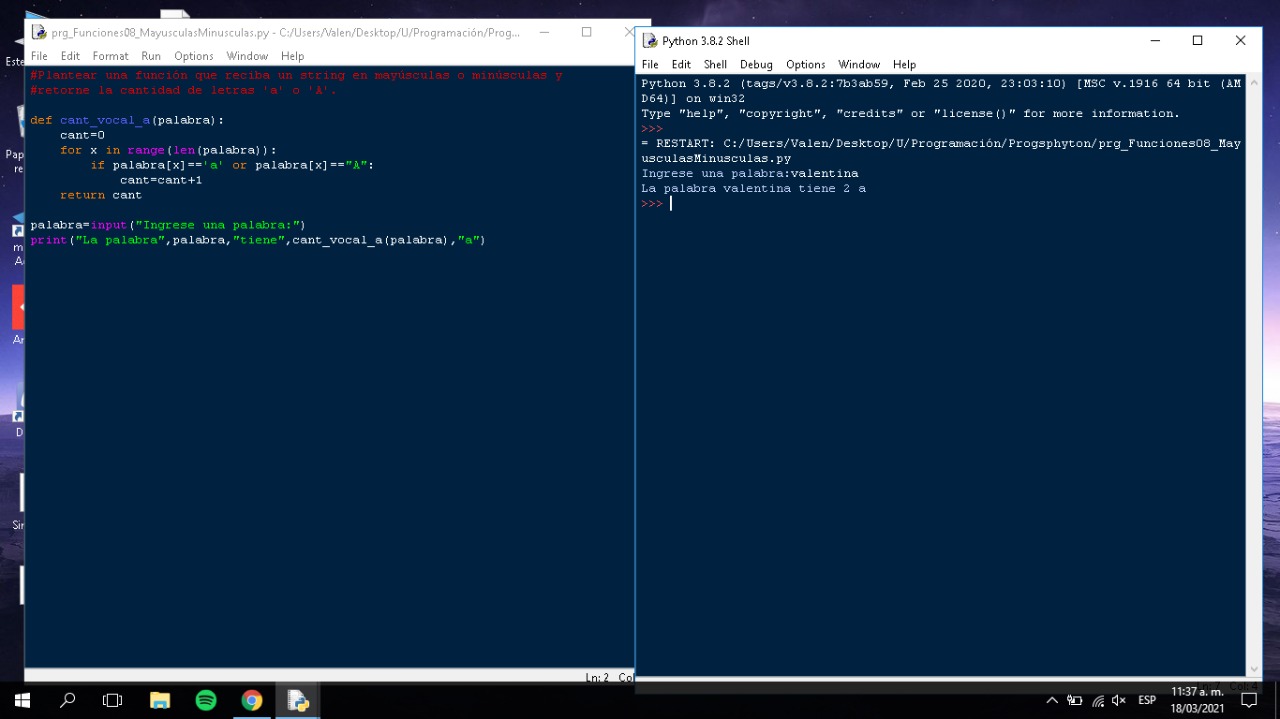 prg_Funciones08_MayusculasMinusculas.py - C:/Users/Valen/Desktop/U/Programación/Prog...
File Edit Format Run Options Window Help
#Plantear una función que reciba un string en mayúsculas o minúsculas y
#retorne la cantidad de letras 'a' o 'A'.
def cant_vocal_a(palabra):
    cant=0
    for x in range(len(palabra)):
        if palabra[x]=='a' or palabra[x]=="A":
            cant=cant+1
    return cant
palabra=input("Ingrese una palabra:")
print("La palabra",palabra,"tiene",cant_vocal_a(palabra),"a")
Ln: 2 Col
Python 3.8.2 Shell
File Edit Shell Debug Options Window Help
Python 3.8.2 (tags/v3.8.2:7b3ab59, Feb 25 2020, 23:03:10) [MSC v.1916 64 bit (AM
D64)] on win32
Type "help", "copyright", "credits" or "license()" for more information.
>>>
= RESTART: C:/Users/Valen/Desktop/U/Programación/Progsphyton/prg_Funciones08_May
usculasMinusculas.py
Ingrese una palabra:valentina
La palabra valentina tiene 2 a
>>>
Este
Pap
re
m
A
Ar
D
Sir
ESP
11:37 a. m.
18/03/2021